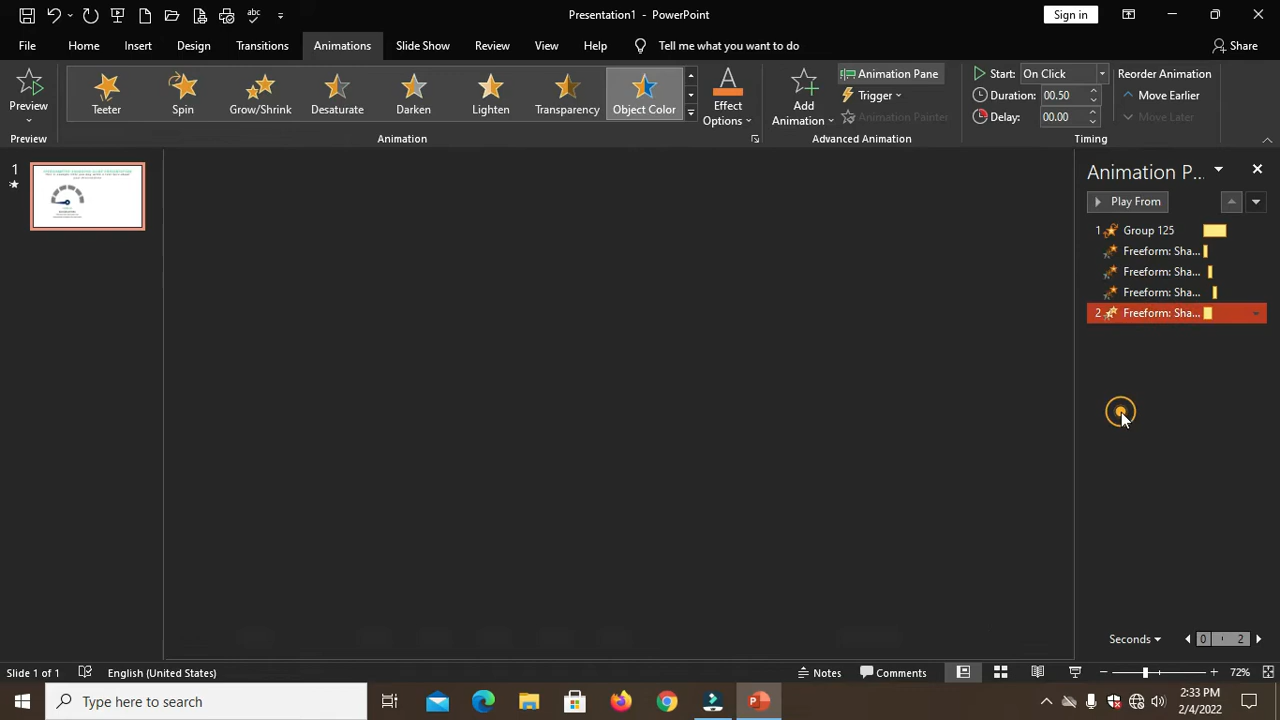 Presentation1 - PowerPoint
Sign in
File Home Insert Design Transitions Animations Slide Show Review View Help Tell me what you want to do Share
Preview
Teeter Spin Grow/Shrink Desaturate Darken Lighten Transparency Object Color
Effect Options
Add Animation
Animation Pane
Trigger
Animation Painter
Start: On Click
Duration: 00.50
Delay: 00.00
Reorder Animation
Move Earlier
Move Later
Preview Animation Advanced Animation Timing
1
Animation P...
Play From
1 Group 125
Freeform: Sha...
Freeform: Sha...
Freeform: Sha...
2 Freeform: Sha...
Seconds 0 2
Slide 1 of 1 English (United States) Notes Comments 72%
Type here to search
2:33 PM
2/4/2022